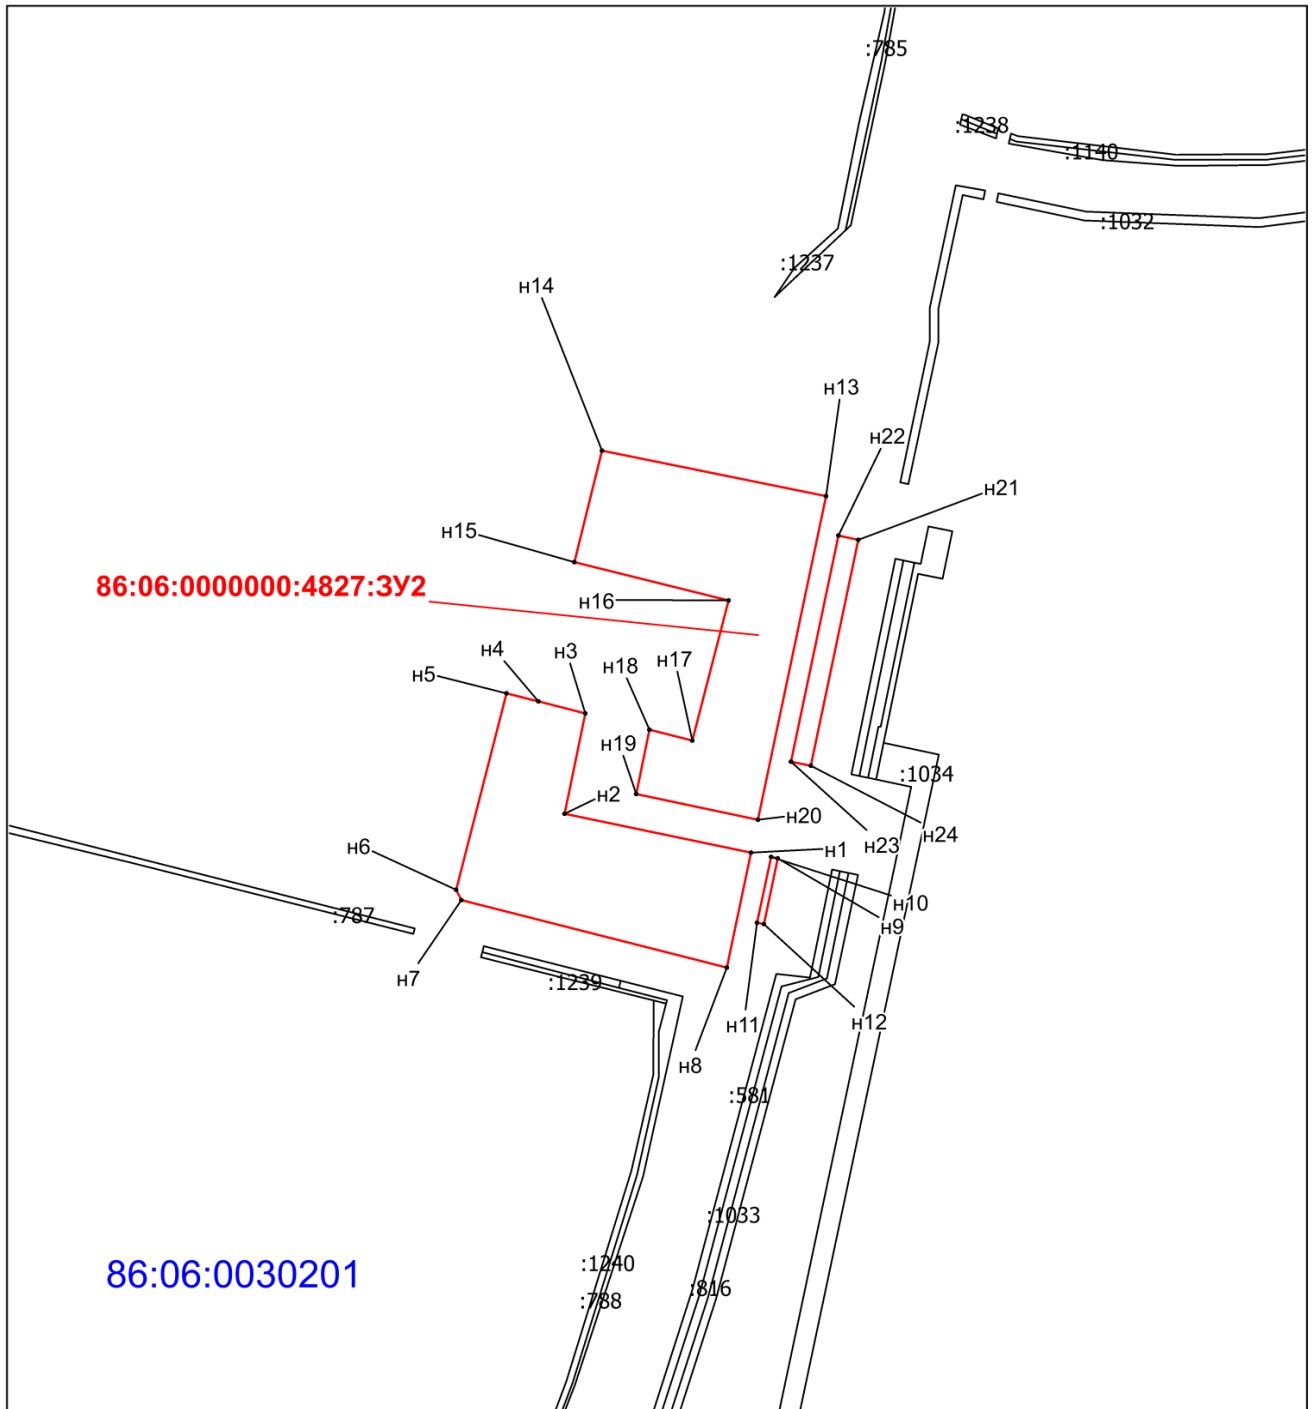 :785
:1238
:1140
:1032
:1237
н14
н13
н22
н21
н15
86:06:0000000:4827:ЗУ2
н16
н4
н3
н18
н17
н5
н19
:1034
н2
н20
н24
н23
н1
н6
н10
:787
н9
н7
:1239
н12
н11
н8
:581
:1033
:1240
86:06:0030201
:816
:788